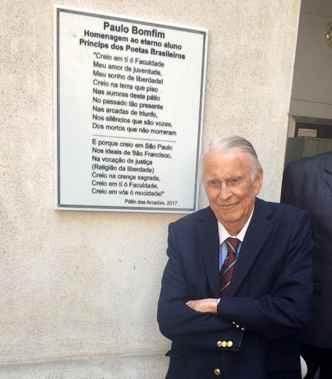 Paulo Bomfim
Homenagem ao eterno aluno
Príncipe dos Poetas Brasileiros
"Creio em tí ó Faculdade
Meu amor de juventude,
Meu sonho de liberdade!
Creio na terra que piso
Nas auroras deste pátio
No passado tão presente
Nas arcadas de triunfo,
Nos silêncios que são vozes,
Dos mortos que não morreram
E porque creio em São Paulo
Nos ideais de São Francisco,
Na vocação de justiça
(Religião da liberdade)
Creio na crença sagrada,
Creio em tí ó Faculdade,
Creio em vós ó mocidade!"
Pátio das Arcadas, 2017